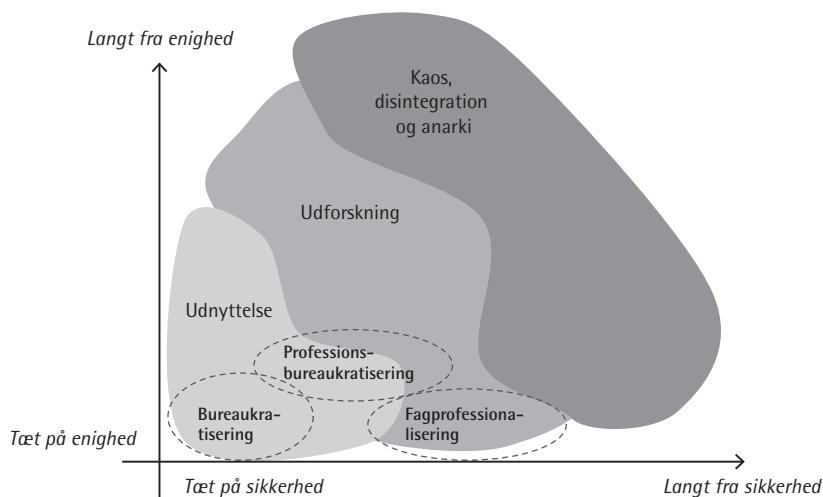 Langt fra enighed
Kaos,
disintegration
og anarki
Udforskning
Udnyttelse
Professions-
bureaukratisering
Bureaukra-
tisering
Fagprofessiona-
lisering
Tæt på enighed
Tæt på sikkerhed
Langt fra sikkerhed